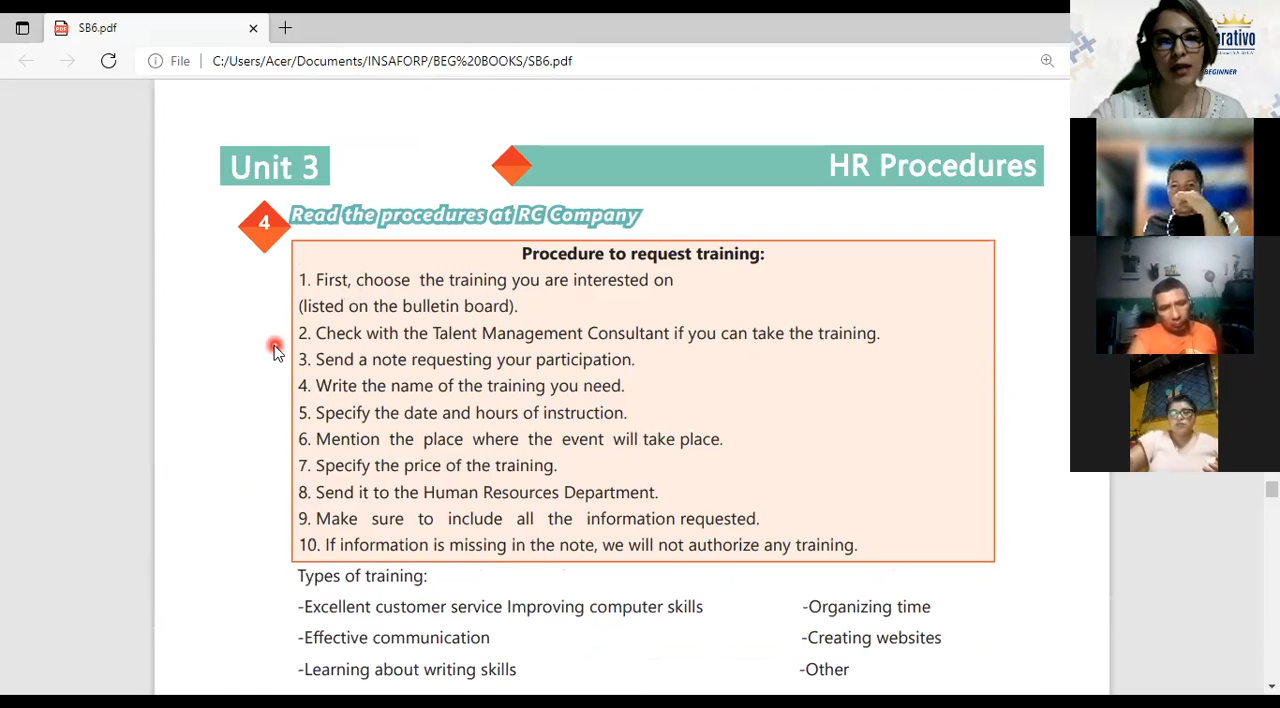 SB6.pdf
File
C:/Users/Acer/Documents/INSAFORP/BEG%20BOOKS/SB6.pdf
BEGINNER
Unit 3
HR Procedures
4
Read the procedures at RC Company
Procedure to request training:
1. First, choose the training you are interested on
(listed on the bulletin board).
2. Check with the Talent Management Consultant if you can take the training.
3. Send a note requesting your participation.
4. Write the name of the training you need.
5. Specify the date and hours of instruction.
6. Mention the place where the event will take place.
7. Specify the price of the training.
8. Send it to the Human Resources Department.
9. Make sure to include all the information requested.
10. If information is missing in the note, we will not authorize any training.
Types of training:
-Excellent customer service Improving computer skills
-Organizing time
-Effective communication
-Creating websites
-Learning about writing skills
-Other